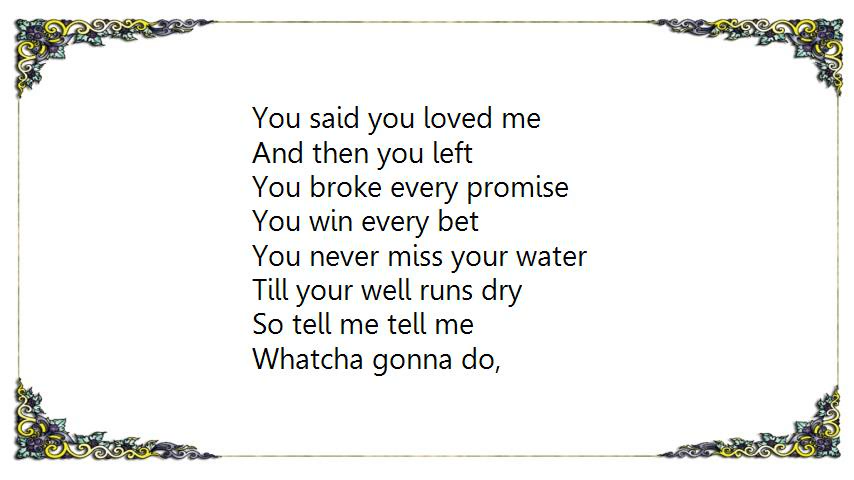 You said you loved me
And then you left
You broke every promise
You win every bet
You never miss your water
Till your well runs dry
So tell me tell me
Whatcha gonna do,